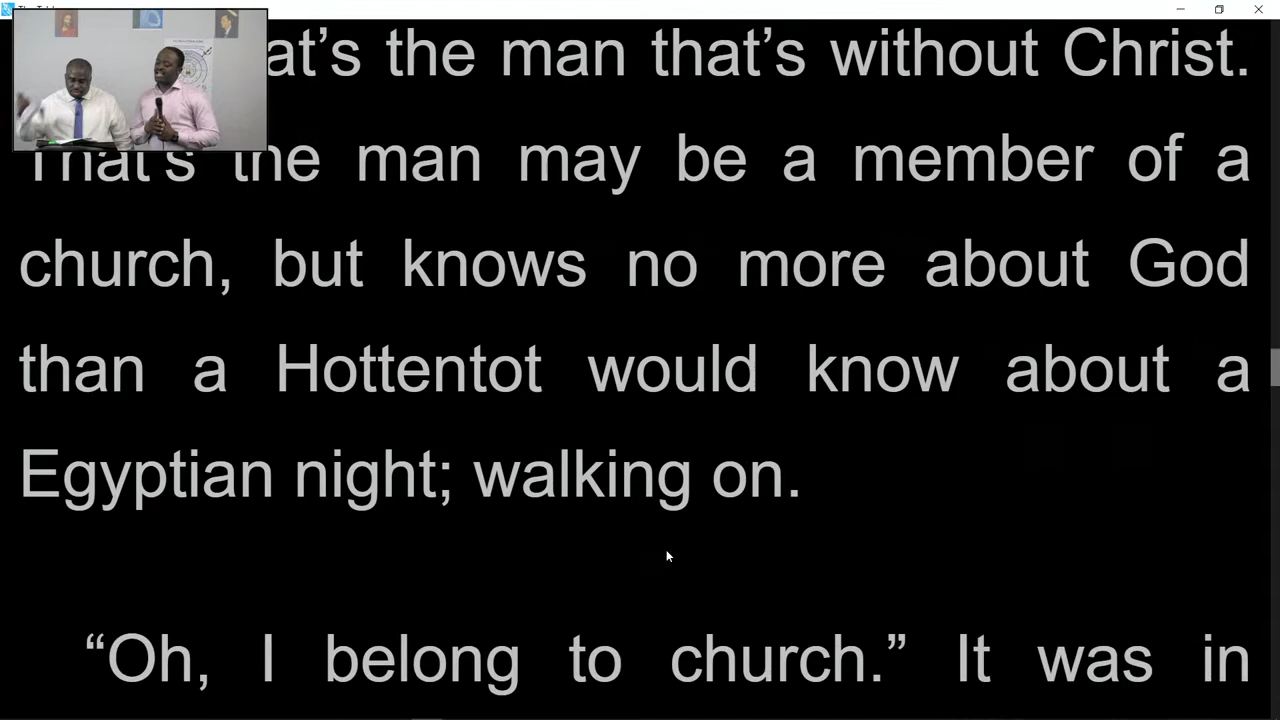 at's the man that's without Christ.
That's the man may be a member of a
church, but knows no more about God
than a Hottentot would know about a
Egyptian night; walking on.
“Oh, I belong to church.” It was in